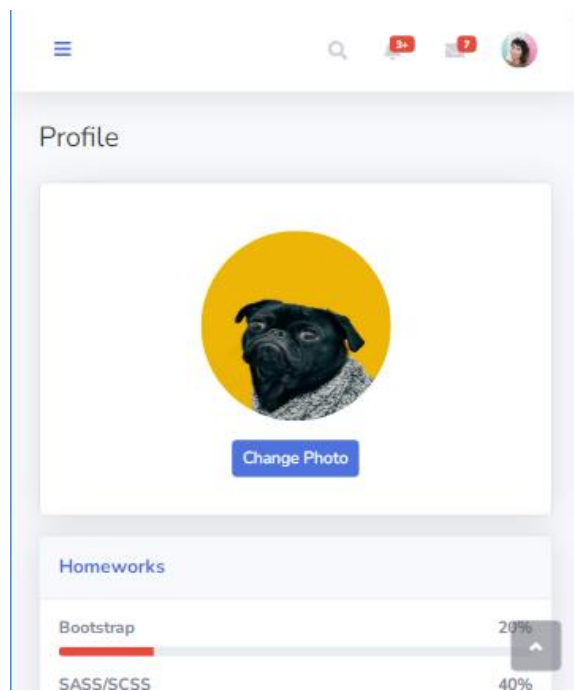 3+
7
Profile
Change Photo
Homeworks
Bootstrap 20%
SASS/SCSS 40%